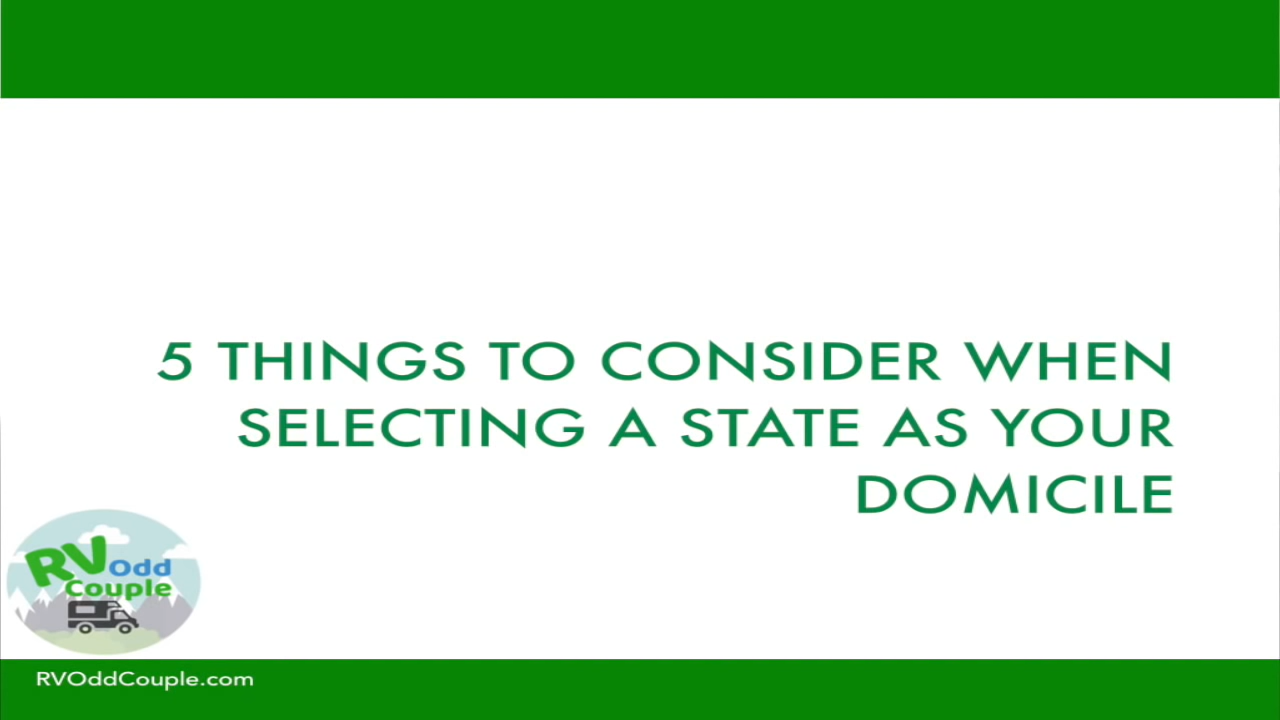 5 THINGS TO CONSIDER WHEN
SELECTING A STATE AS YOUR
DOMICILE
RV Odd
Couple
RVOddCouple.com